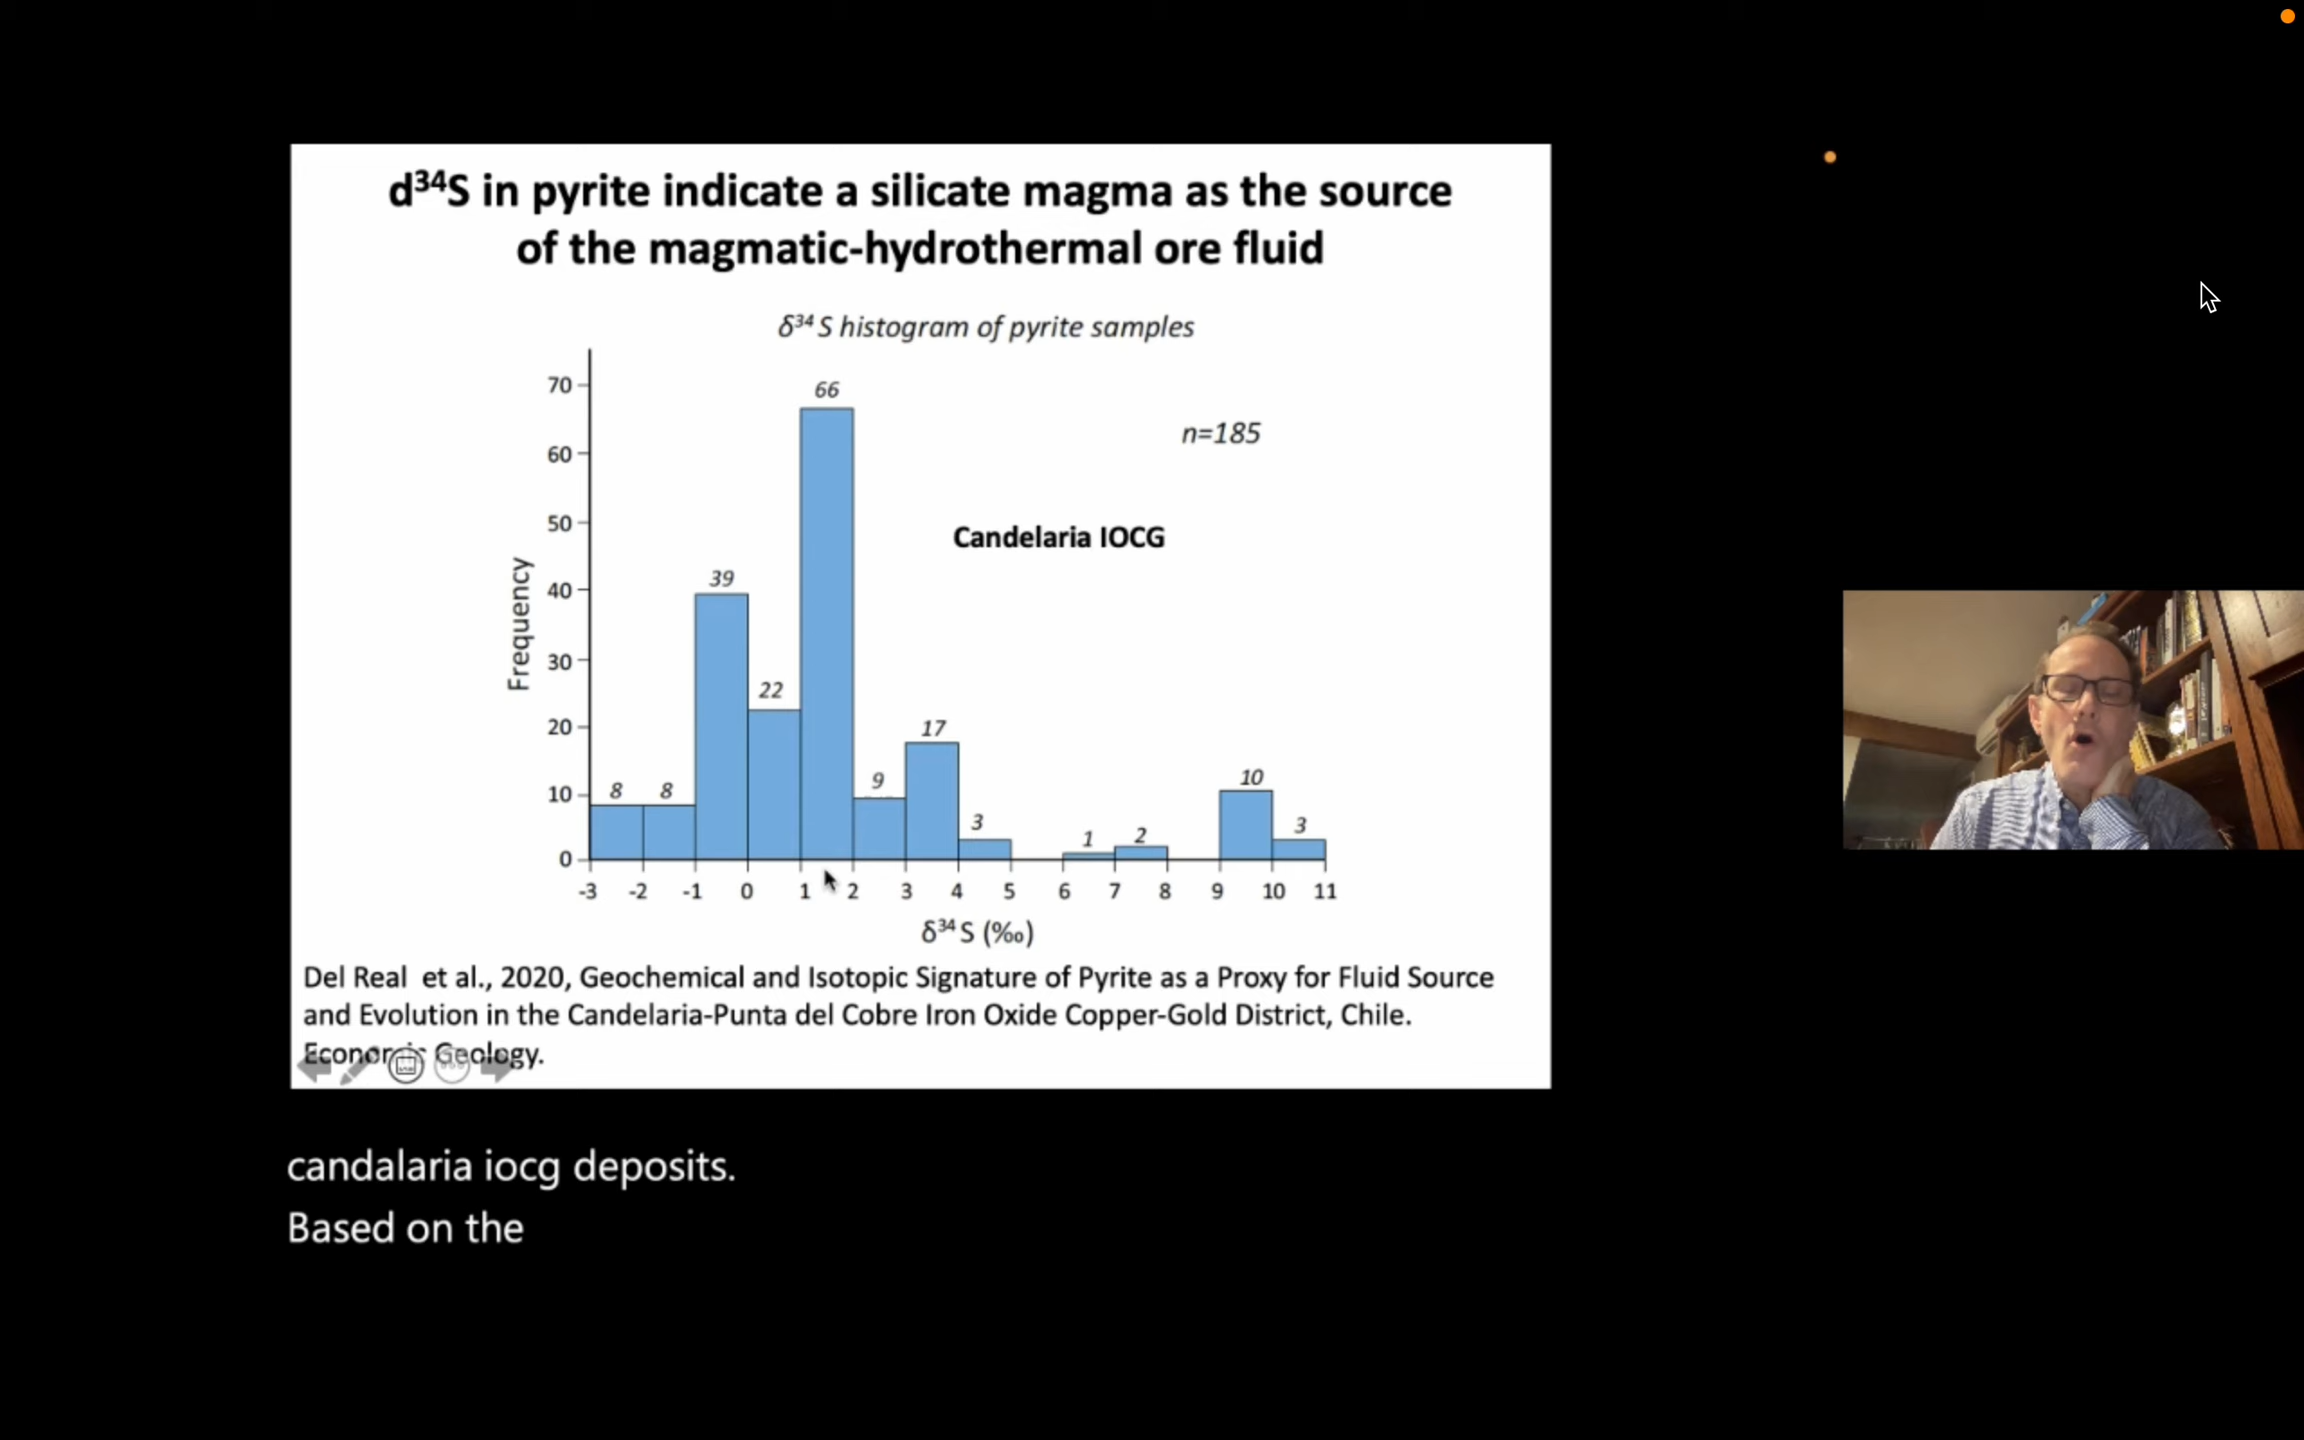 d³⁴S in pyrite indicate a silicate magma as the source
of the magmatic-hydrothermal ore fluid
δ³⁴ S histogram of pyrite samples
70
60
50
40
30
20
10
0
Frequency
66
n=185
Candelaria IOCG
39
22
17
8 8
9
10
3
1
2
3
-3 -2 -1 0 1 2 3 4 5 6 7 8 9 10 11
δ³⁴ S (‰)
Del Real et al., 2020, Geochemical and Isotopic Signature of Pyrite as a Proxy for Fluid Source
and Evolution in the Candelaria-Punta del Cobre Iron Oxide Copper-Gold District, Chile.
Economic Geology.
candalaria iocg deposits.
Based on the